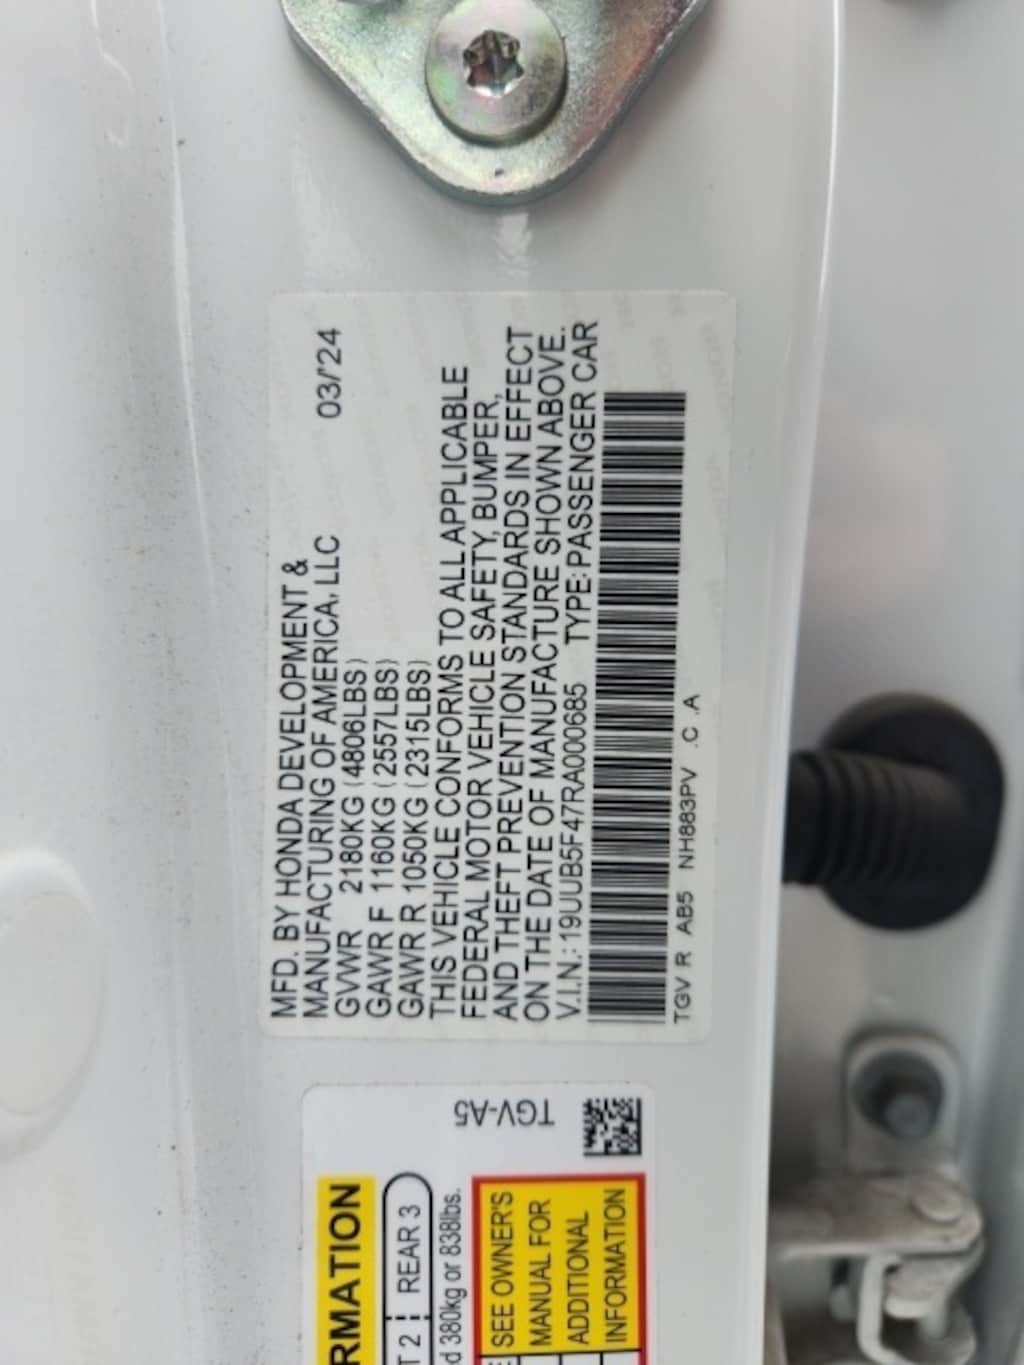 MFD. BY HONDA DEVELOPMENT &
MANUFACTURING OF AMERICA, LLC 03/'24
GVWR 2180KG (4806LBS)
GAWR F 1160KG (2557LBS)
GAWR R 1050KG (2315LBS)
THIS VEHICLE CONFORMS TO ALL APPLICABLE
FEDERAL MOTOR VEHICLE SAFETY, BUMPER,
AND THEFT PREVENTION STANDARDS IN EFFECT
ON THE DATE OF MANUFACTURE SHOWN ABOVE.
V.I.N.: 19UUB5F47RA000685 TYPE: PASSENGER CAR
TGV R AB5 NH883PV .C .A
TGV-A5
RMATION
T 2 REAR 3
d 380kg or 838lbs.
SEE OWNER'S
MANUAL FOR
ADDITIONAL
INFORMATION